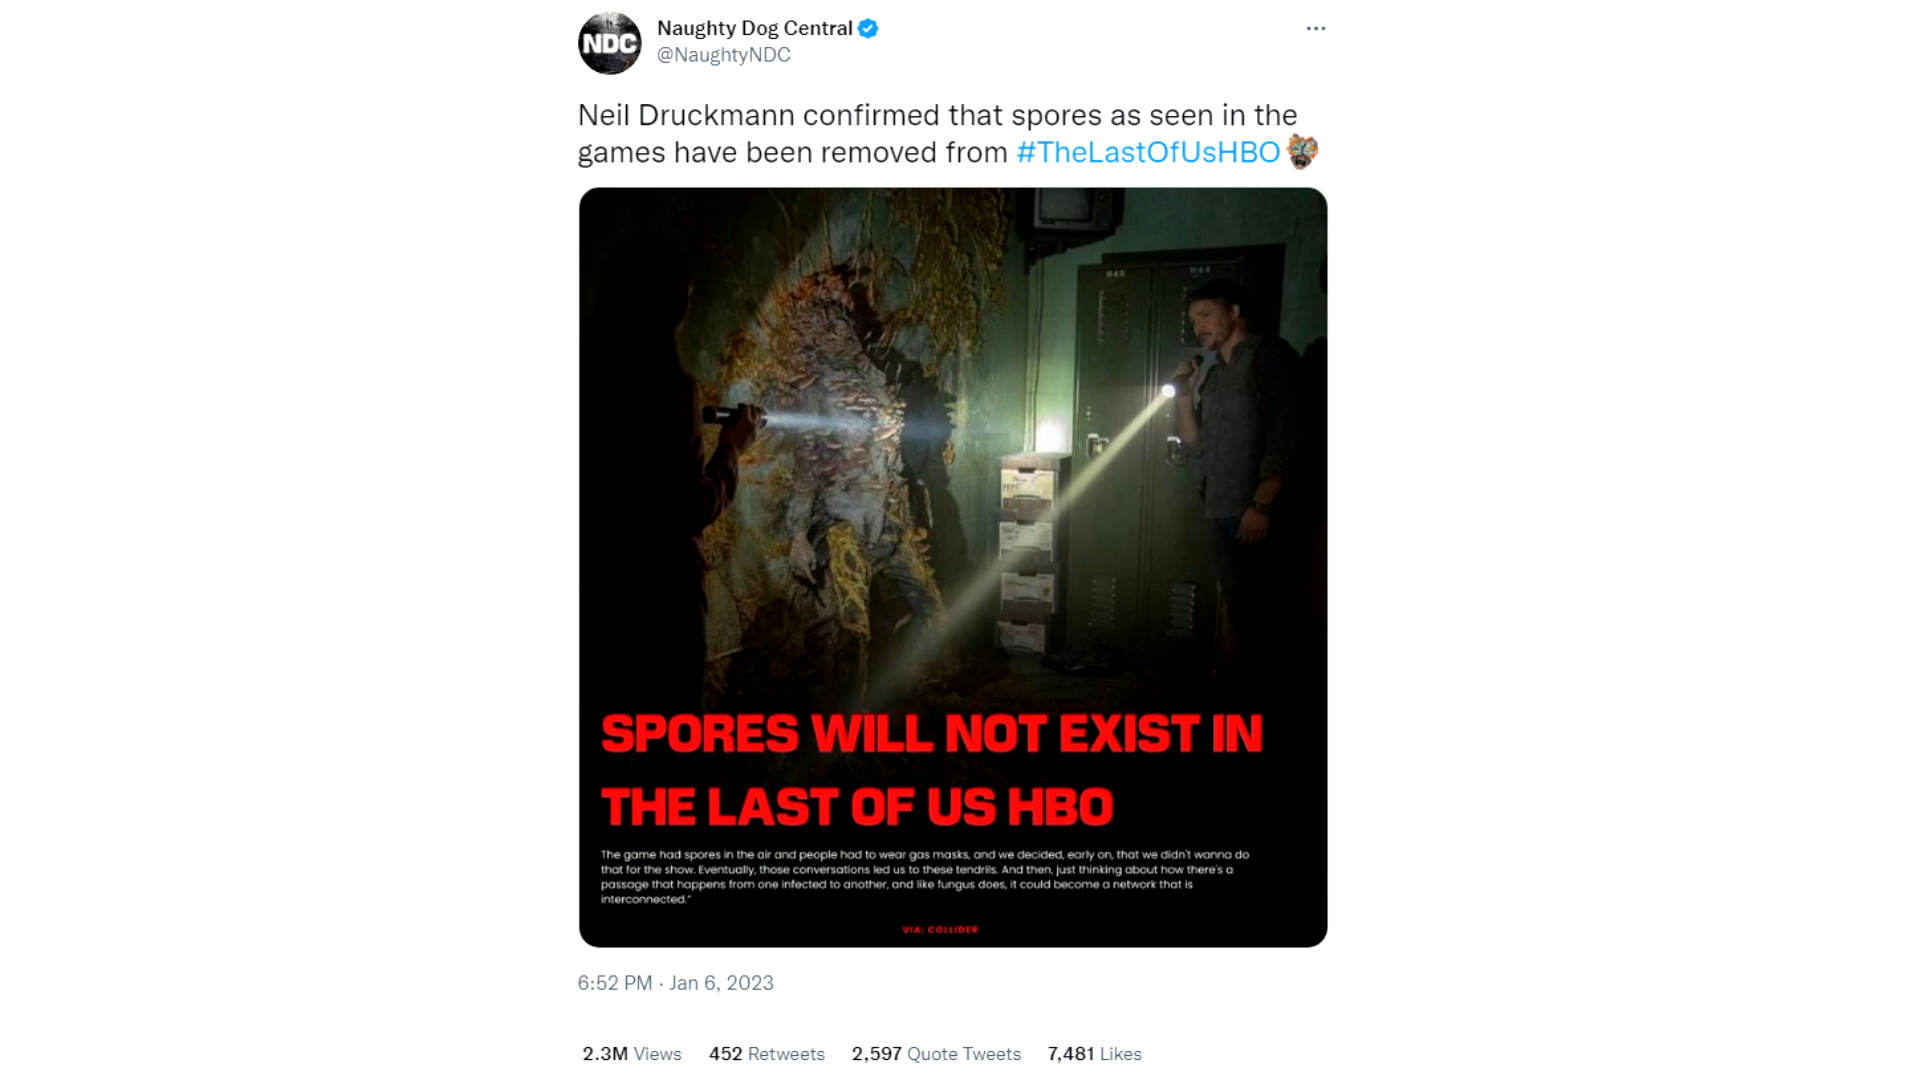 NDC
Naughty Dog Central
@NaughtyNDC
Neil Druckmann confirmed that spores as seen in the
games have been removed from #TheLastOfUsHBO
945
944
SPORES WILL NOT EXIST IN
THE LAST OF US HBO
The game had spores in the air and people had to wear gas masks, and we decided, early on, that we didn't wanna do
that for the show. Eventually, those conversations led us to these tendrils. And then, just thinking about how there's a
passage that happens from one infected to another, and like fungus does, it could become a network that is
interconnected."
VIA: COLLIDER
6:52 PM · Jan 6, 2023
2.3M Views 452 Retweets 2,597 Quote Tweets 7,481 Likes